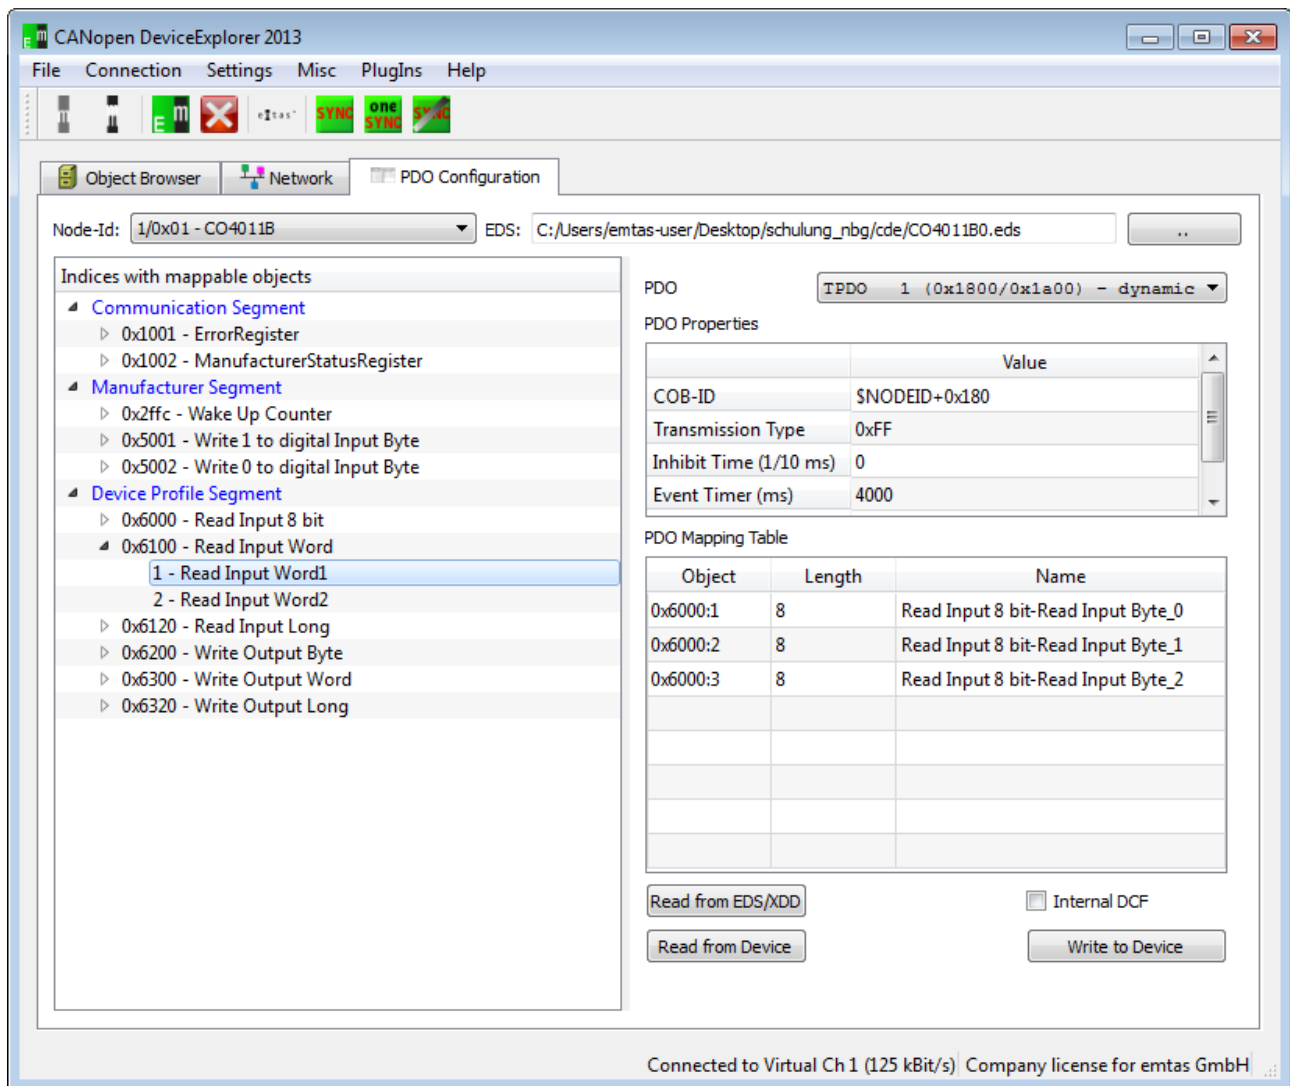 CANopen DeviceExplorer 2013
File Connection Settings Misc PlugIns Help
E m emtas SYNC one SYNC SYNC
Object Browser Network PDO Configuration
Node-Id: 1/0x01 - CO4011B EDS: C:/Users/emtas-user/Desktop/schulung_nbg/cde/CO4011B0.eds ..
Indices with mappable objects
Communication Segment
0x1001 - ErrorRegister
0x1002 - ManufacturerStatusRegister
Manufacturer Segment
0x2ffc - Wake Up Counter
0x5001 - Write 1 to digital Input Byte
0x5002 - Write 0 to digital Input Byte
Device Profile Segment
0x6000 - Read Input 8 bit
0x6100 - Read Input Word
1 - Read Input Word1
2 - Read Input Word2
0x6120 - Read Input Long
0x6200 - Write Output Byte
0x6300 - Write Output Word
0x6320 - Write Output Long
PDO TPDO 1 (0x1800/0x1a00) - dynamic
PDO Properties
Value
COB-ID $NODEID+0x180
Transmission Type 0xFF
Inhibit Time (1/10 ms) 0
Event Timer (ms) 4000
PDO Mapping Table
Object Length Name
0x6000:1 8 Read Input 8 bit-Read Input Byte_0
0x6000:2 8 Read Input 8 bit-Read Input Byte_1
0x6000:3 8 Read Input 8 bit-Read Input Byte_2
Read from EDS/XDD Internal DCF
Read from Device Write to Device
Connected to Virtual Ch 1 (125 kBit/s) Company license for emtas GmbH